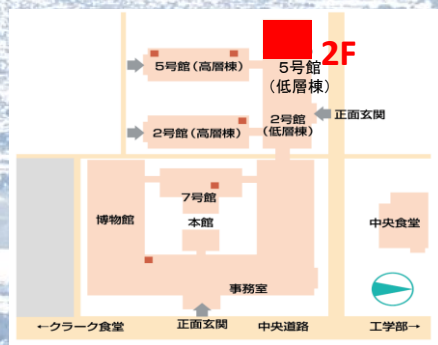 2F
5号館(高層棟)
5号館
(低層棟)
2号館(高層棟)
2号館
(低層棟)
正面玄関
7号館
博物館
本館
中央食堂
事務室
←クラーク食堂
正面玄関
中央道路
工学部→